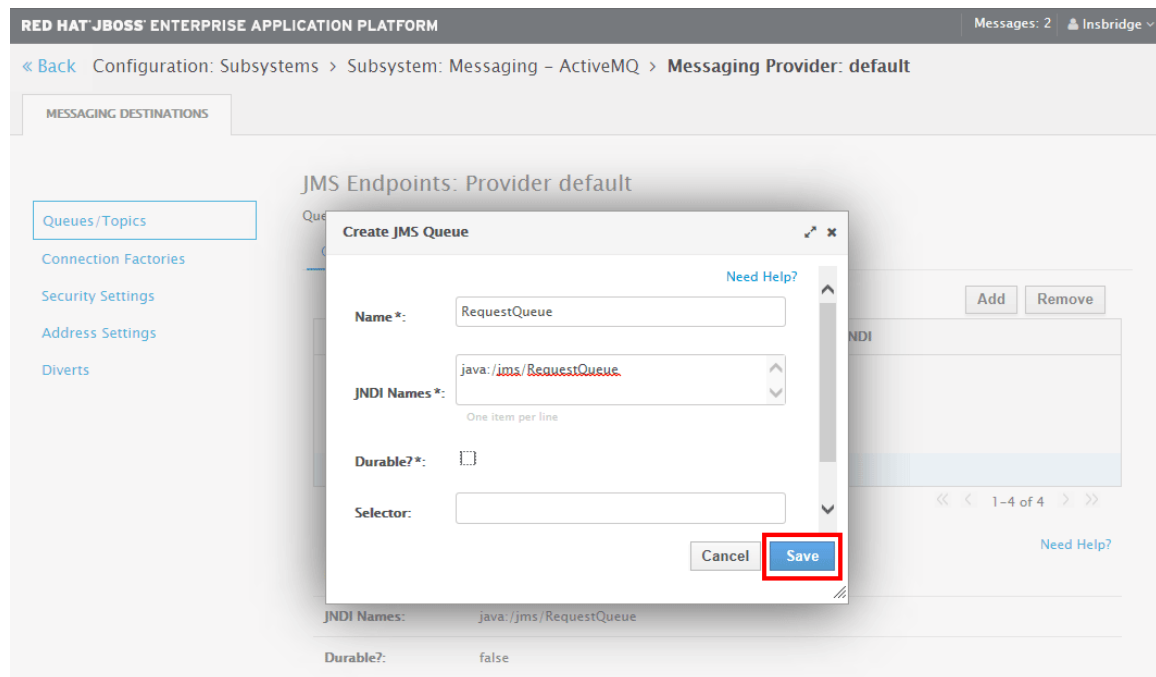 RED HAT® JBOSS® ENTERPRISE APPLICATION PLATFORM
Messages: 2 Insbridge
« Back Configuration: Subsystems > Subsystem: Messaging – ActiveMQ > Messaging Provider: default
MESSAGING DESTINATIONS
JMS Endpoints: Provider default
Queues/Topics
Connection Factories
Security Settings
Address Settings
Diverts
Create JMS Queue
Need Help?
Name*:
RequestQueue
JNDI Names*:
java:/jms/RequestQueue
One item per line
Durable?*:
Selector:
Cancel Save
Add Remove
NDI
1-4 of 4
Need Help?
JNDI Names: java:/jms/RequestQueue
Durable?: false